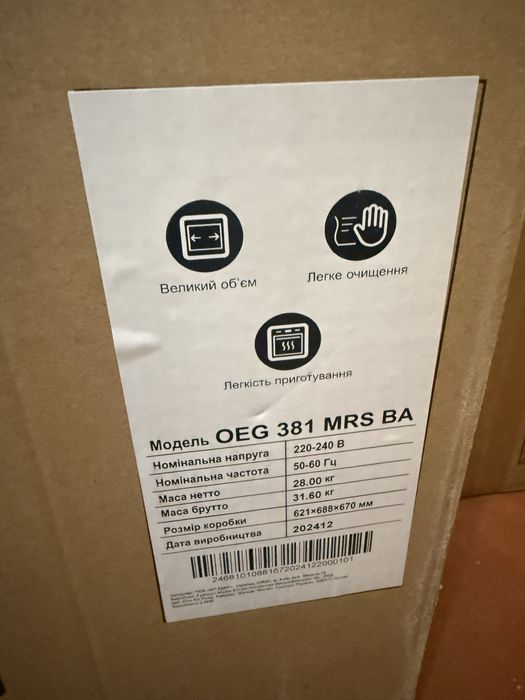 Великий об'єм
Легке очищення
Легкість приготування
Модель OEG 381 MRS BA
Номінальна напруга 220-240 В
Номінальна частота 50-60 Гц
Маса нетто 28.00 кг
Маса брутто 31.60 кг
Розмір коробки 621×688×670 мм
Дата виробництва 202412
24681010881572024122000101